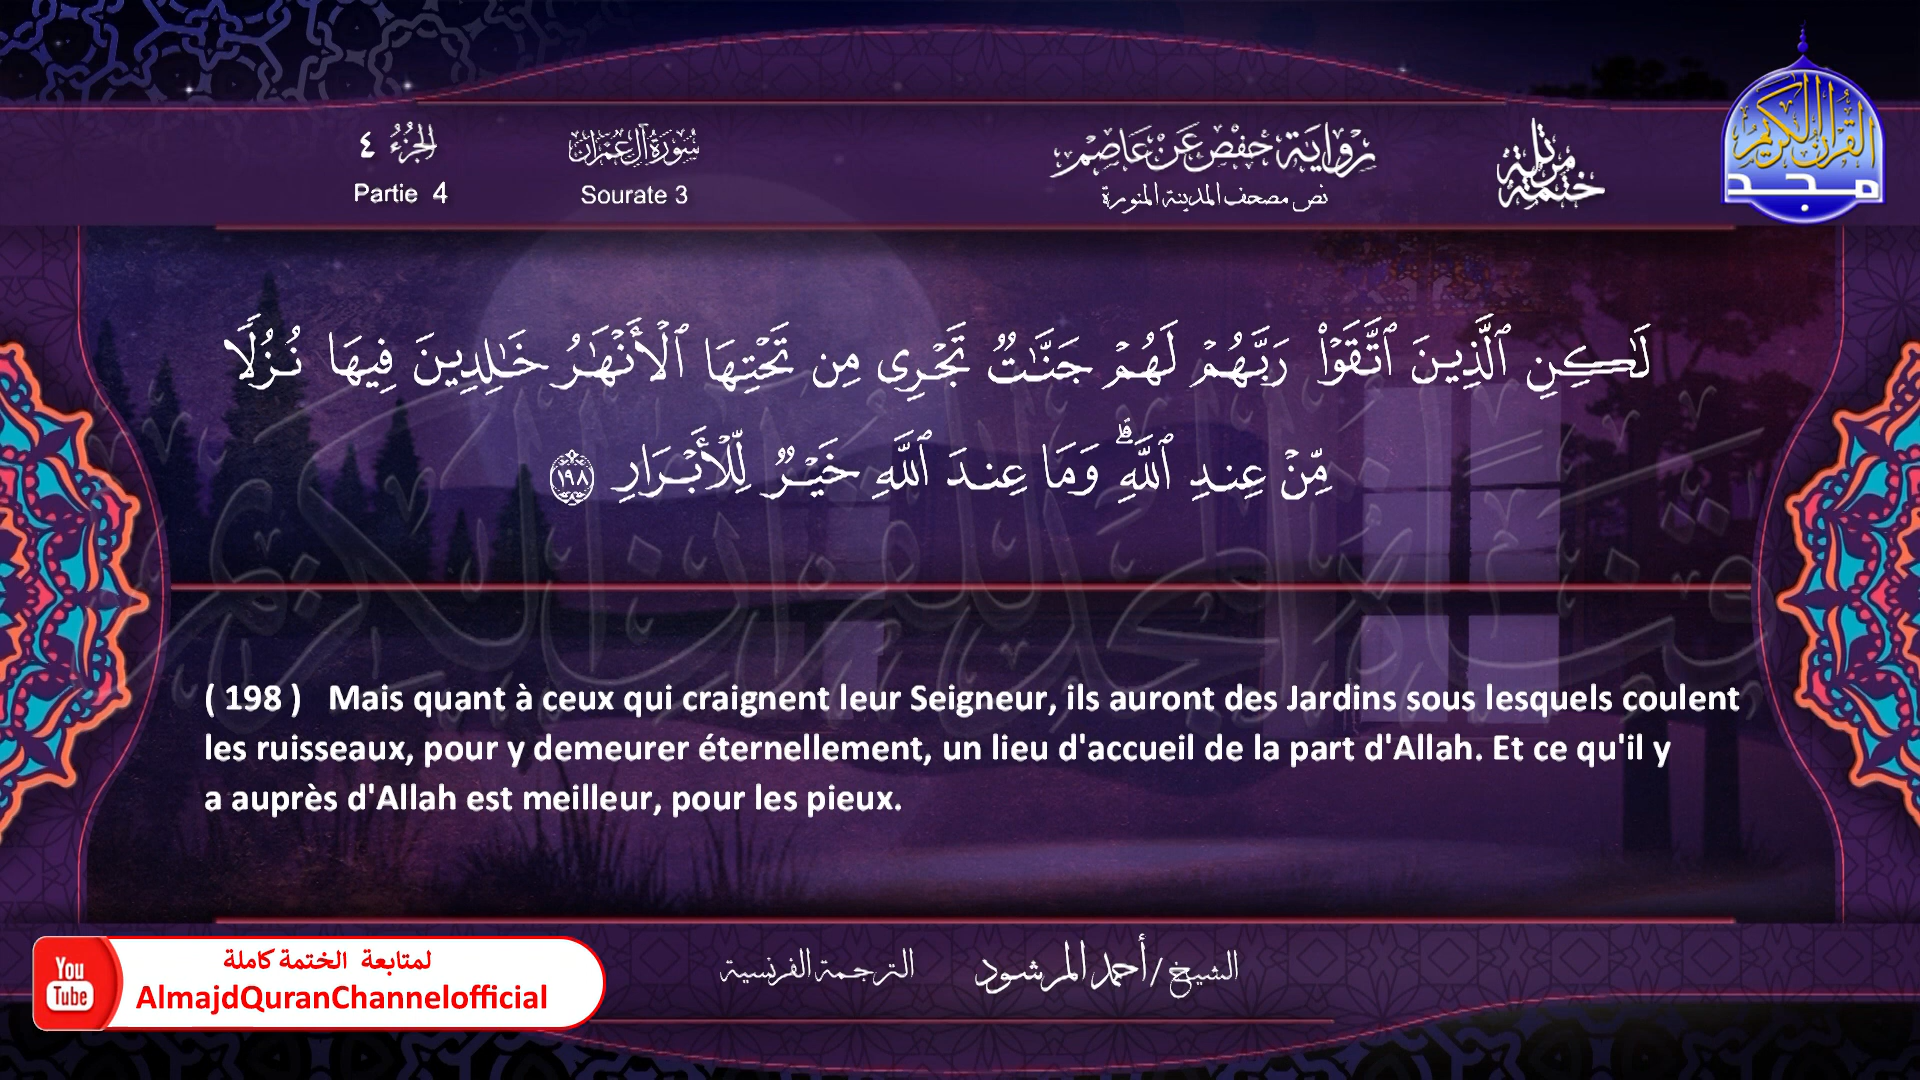 الجزء ٤
Partie 4
سورة آل عمران
Sourate 3
رواية حفص عن عاصم
نص مصحف المدينة المنورة
ختمة مرتلة
القرآن الكريم
مجد
لَٰكِنِ ٱلَّذِينَ ٱتَّقَوْا۟ رَبَّهُمْ لَهُمْ جَنَّٰتٌ تَجْرِى مِن تَحْتِهَا ٱلْأَنْهَٰرُ خَٰلِدِينَ فِيهَا نُزُلًا
مِّنْ عِندِ ٱللَّهِ ۗ وَمَا عِندَ ٱللَّهِ خَيْرٌ لِّلْأَبْرَارِ ١٩٨
قناة المجد للقرآن الكريم
( 198 ) Mais quant à ceux qui craignent leur Seigneur, ils auront des Jardins sous lesquels coulent
les ruisseaux, pour y demeurer éternellement, un lieu d'accueil de la part d'Allah. Et ce qu'il y
a auprès d'Allah est meilleur, pour les pieux.
الشيخ / أحمد المرشود
الترجمة الفرنسية
You
Tube
لمتابعة الختمة كاملة
AlmajdQuranChannelofficial